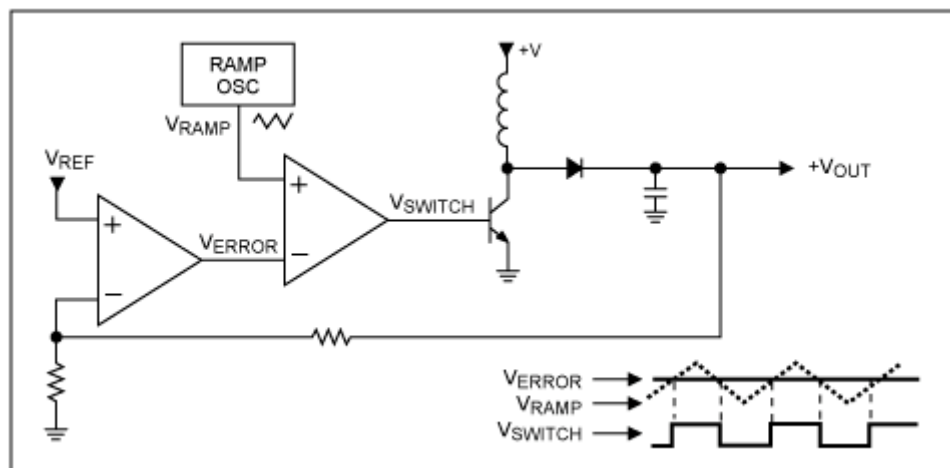 RAMP
OSC
+V
VRAMP
VREF
+
−
VERROR
+
−
VSWITCH
+VOUT
VERROR
VRAMP
VSWITCH